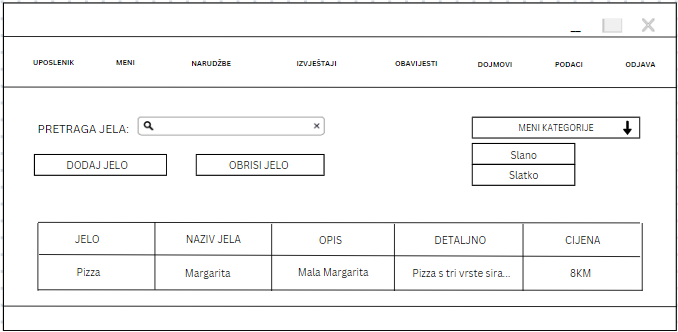 UPOSLENIK MENI NARUDŽBE IZVJEŠTAJI OBAVIJESTI DOJMOVI PODACI ODJAVA
PRETRAGA JELA:
MENI KATEGORIJE
DODAJ JELO OBRISI JELO
Slano
Slatko
JELO NAZIV JELA OPIS DETALJNO CIJENA
Pizza Margarita Mala Margarita Pizza s tri vrste sira... 8KM